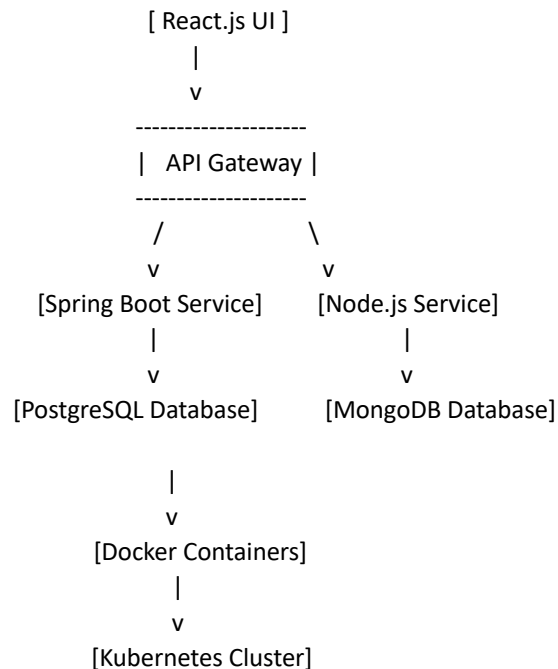 [ React.js UI ]
|
v
---------------------
|   API Gateway |
---------------------
/                  \
v                    v
[Spring Boot Service]       [Node.js Service]
|                              |
v                              v
[PostgreSQL Database]        [MongoDB Database]
|
v
[Docker Containers]
|
v
[Kubernetes Cluster]